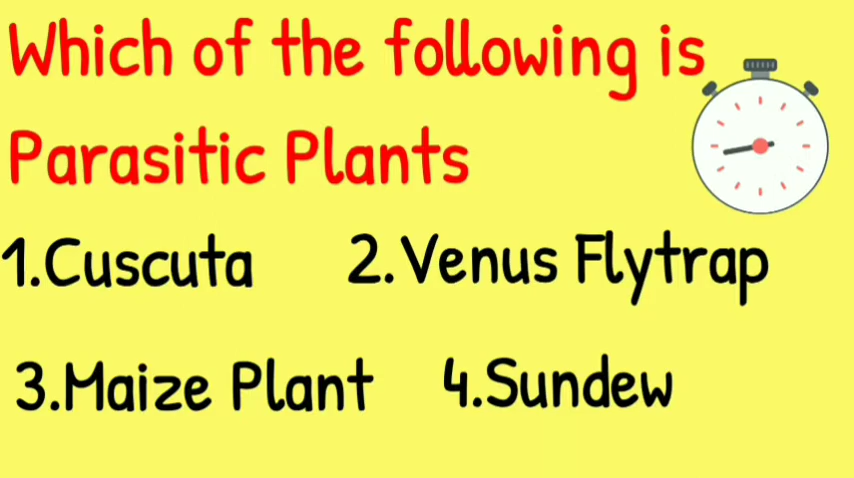 Which of the following is
Parasitic Plants
1.Cuscuta 2.Venus Flytrap
3.Maize Plant 4.Sundew